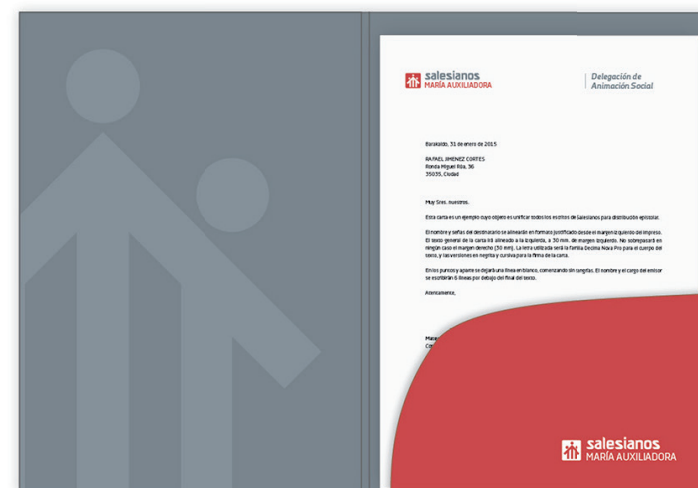 salesianos
MARÍA AUXILIADORA
Delegación de
Animación Social
Barakaldo, 31 de enero de 2015
RAFAEL JIMENEZ CORTES
Ronda Miguel Rúa, 36
35035, Ciudad
Muy Sres. nuestros.
Esta carta es un ejemplo cuyo objeto es unificar todos los escritos de Salesianos para distribución epistolar.
El nombre y señas del destinatario se alinearán en formato justificado desde el margen izquierdo del impreso.
El texto general de la carta irá alineado a la izquierda, a 30 mm. de margen izquierdo. No sobrepasará en
ningún caso el margen derecho (30 mm). La letra utilizada será la familia Decima Nova Pro para el cuerpo del
texto, y las versiones en negrita y cursiva para la firma de la carta.
En los puntos y aparte se dejará una línea en blanco, comenzando sin sangrías. El nombre y el cargo del emisor
se escribirán 6 líneas por debajo del final del texto.
Atentamente,
salesianos
MARÍA AUXILIADORA